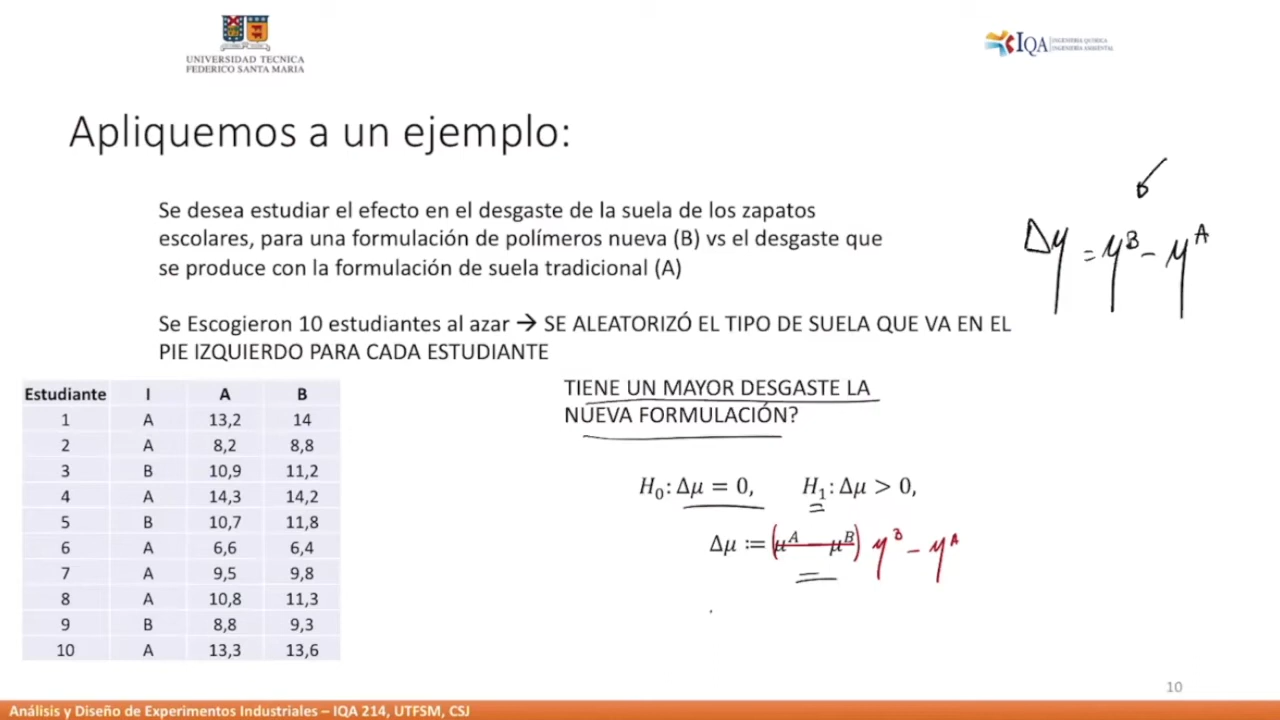 UNIVERSIDAD TECNICA
FEDERICO SANTA MARIA
IQA INGENIERÍA QUÍMICA
INGENIERÍA AMBIENTAL
Apliquemos a un ejemplo:
Se desea estudiar el efecto en el desgaste de la suela de los zapatos
escolares, para una formulación de polímeros nueva (B) vs el desgaste que
se produce con la formulación de suela tradicional (A)
Δy = y^B - y^A
Se Escogieron 10 estudiantes al azar → SE ALEATORIZÓ EL TIPO DE SUELA QUE VA EN EL
PIE IZQUIERDO PARA CADA ESTUDIANTE
Estudiante I A B
1 A 13,2 14
2 A 8,2 8,8
3 B 10,9 11,2
4 A 14,3 14,2
5 B 10,7 11,8
6 A 6,6 6,4
7 A 9,5 9,8
8 A 10,8 11,3
9 B 8,8 9,3
10 A 13,3 13,6
TIENE UN MAYOR DESGASTE LA
NUEVA FORMULACIÓN?
H₀: Δμ = 0, H₁: Δμ > 0,
Δμ := (μ^A − μ^B) y^B - y^A
10
Análisis y Diseño de Experimentos Industriales – IQA 214, UTFSM, CSJ